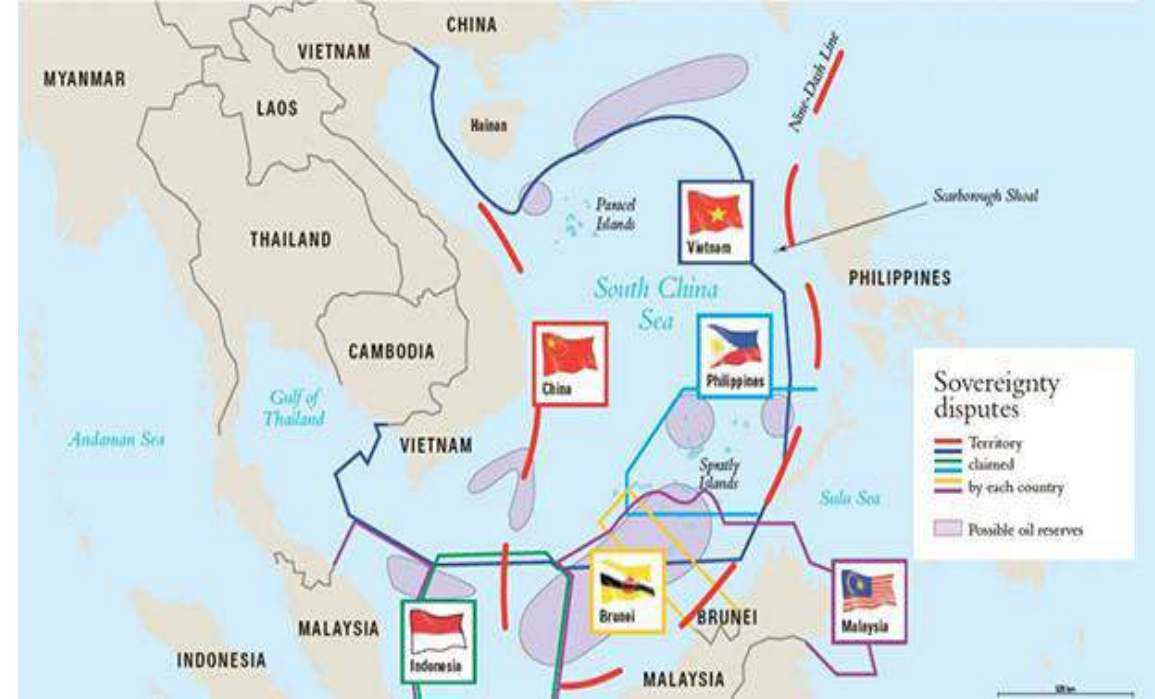 CHINA
VIETNAM
MYANMAR
LAOS
Hainan
Nine-Dash Line
Paracel
Islands
Scarborough Shoal
Vietnam
THAILAND
PHILIPPINES
South China
Sea
CAMBODIA
China
Philippines
Gulf of
Thailand
Andaman Sea
VIETNAM
Spratly
Islands
Sulu Sea
Sovereignty
disputes
Territory
claimed
by each country
Possible oil reserves
Brunei
BRUNEI
Malaysia
MALAYSIA
Indonesia
INDONESIA
MALAYSIA